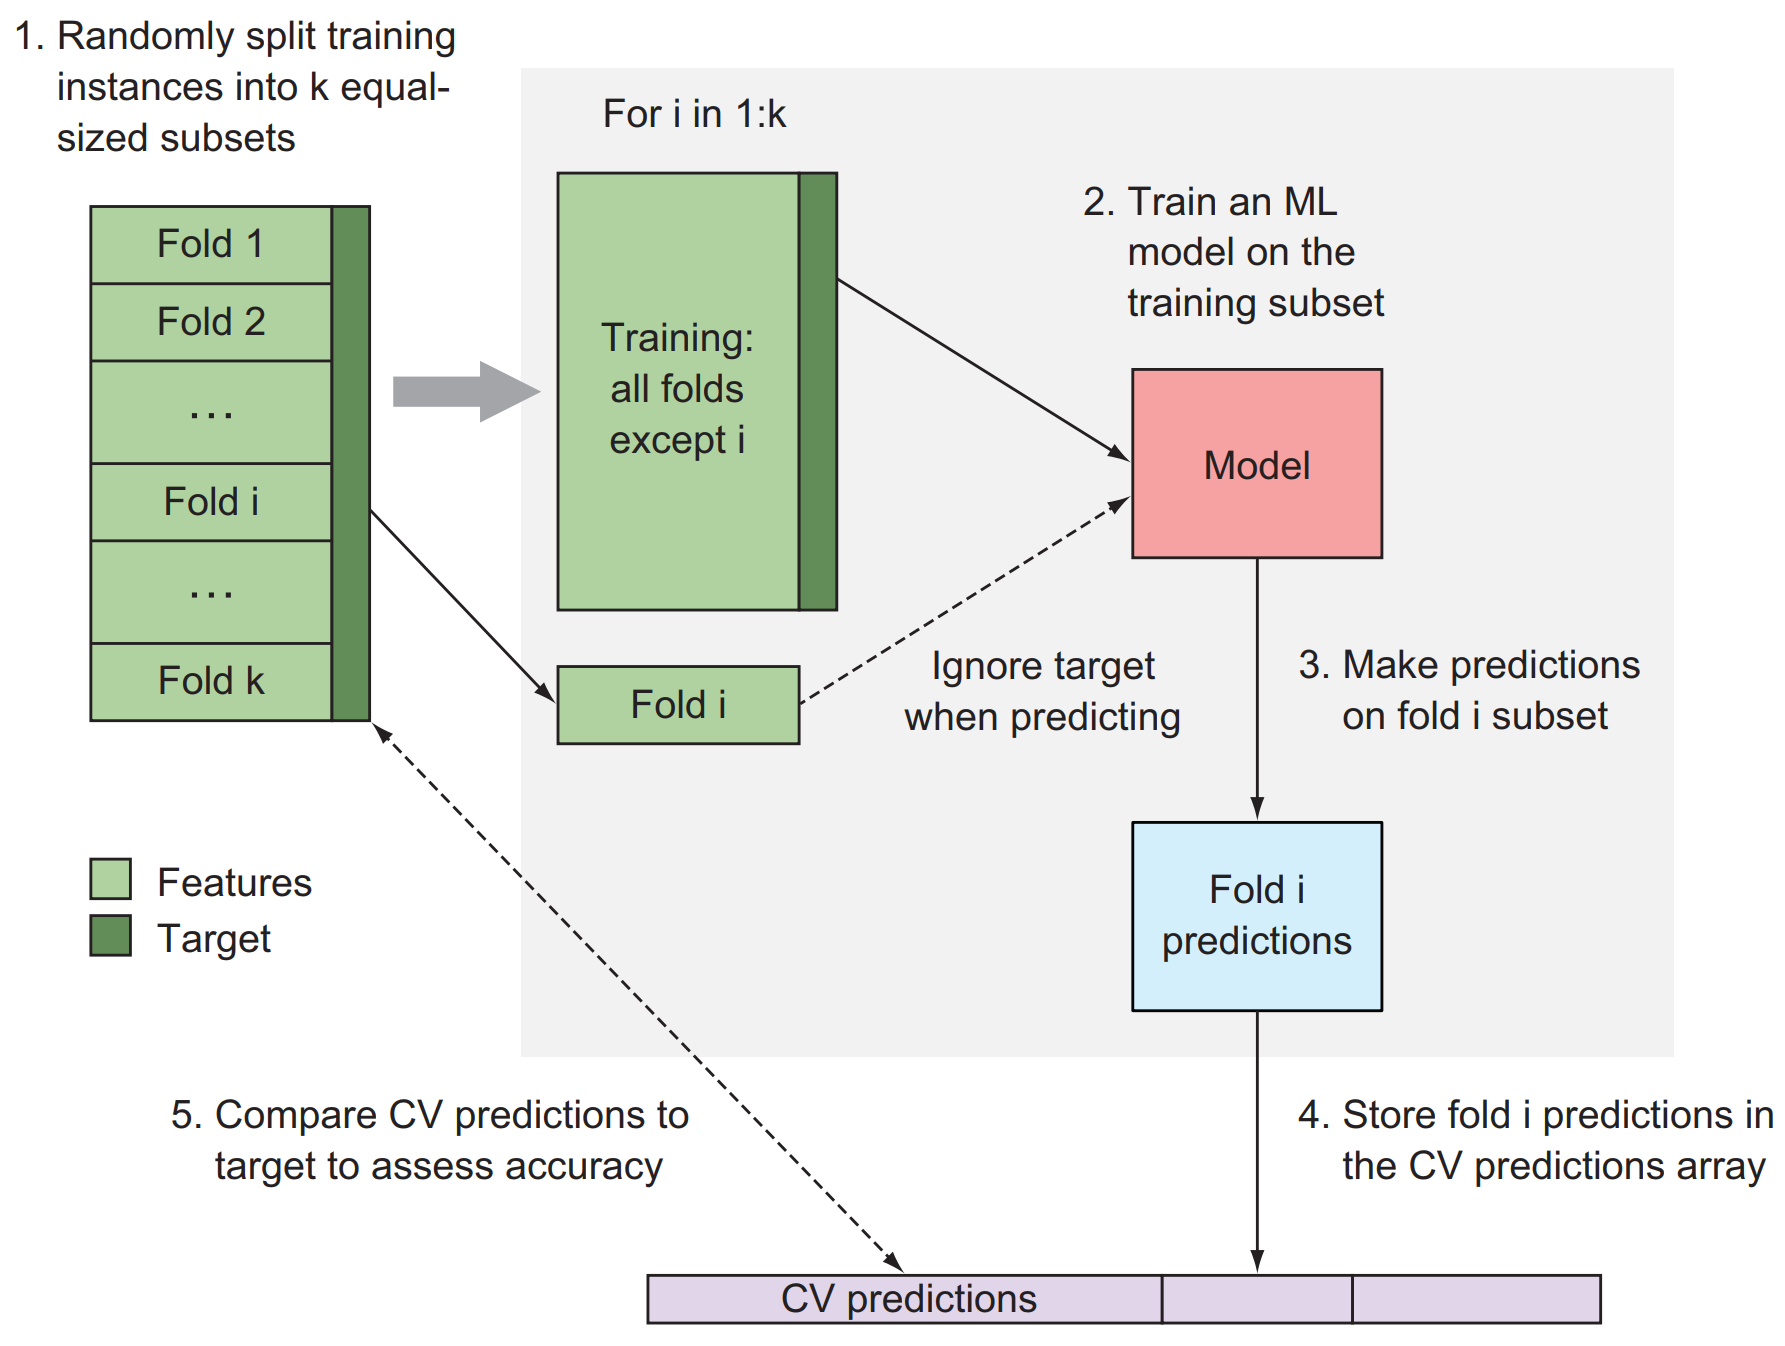 1. Randomly split training
instances into k equal-
sized subsets
For i in 1:k
Fold 1
Fold 2
...
Fold i
...
Fold k
Training:
all folds
except i
Fold i
2. Train an ML
model on the
training subset
Model
Ignore target
when predicting
3. Make predictions
on fold i subset
Features
Target
Fold i
predictions
5. Compare CV predictions to
target to assess accuracy
4. Store fold i predictions in
the CV predictions array
CV predictions